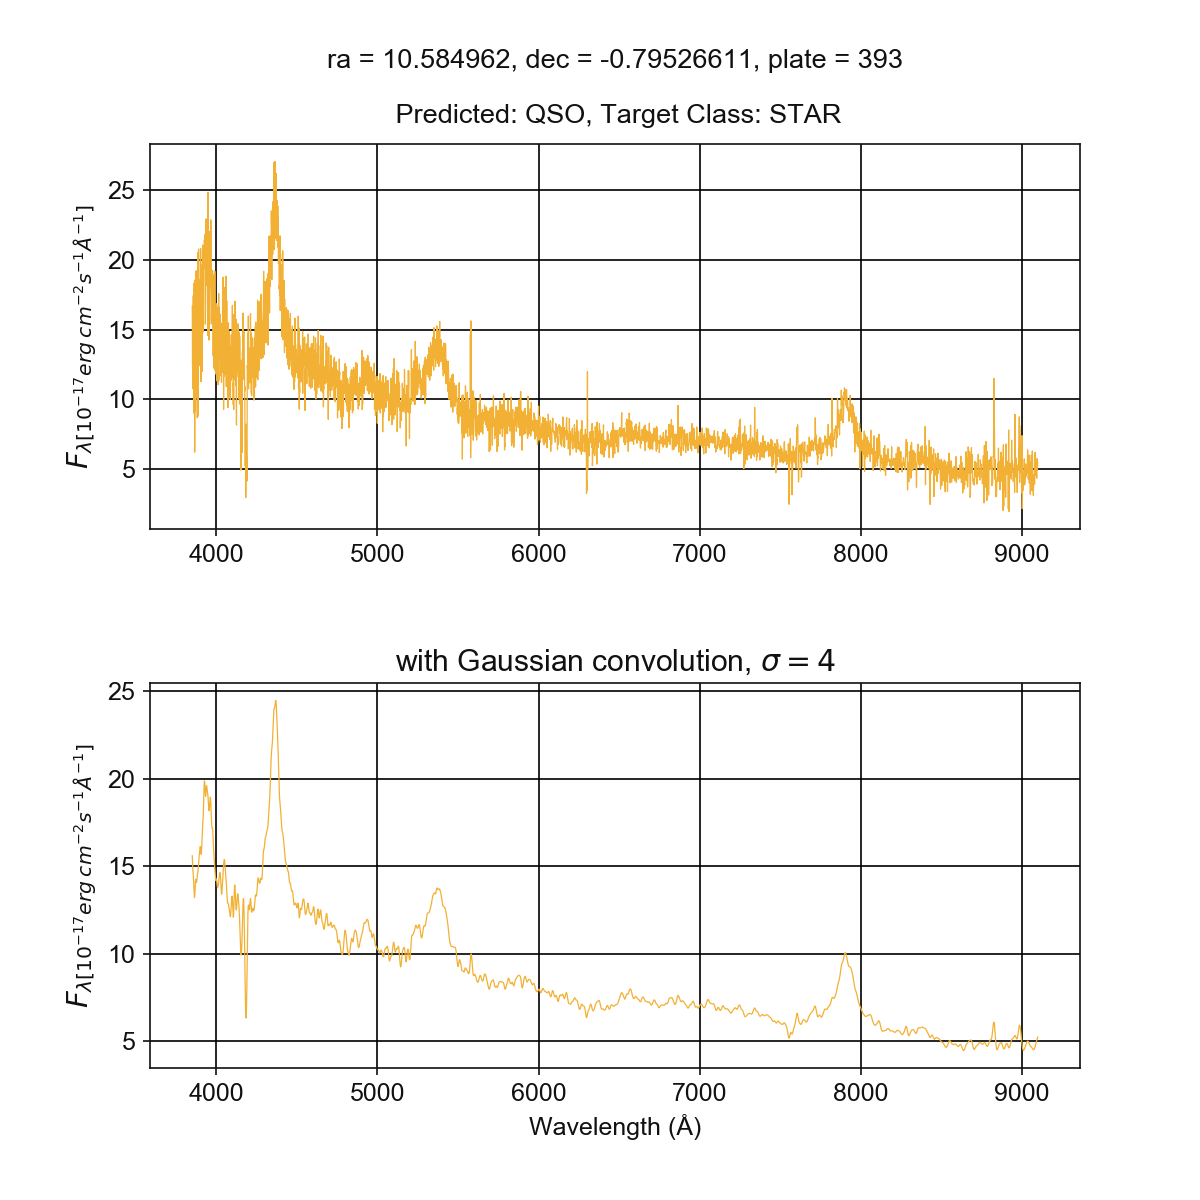 ra = 10.584962, dec = -0.79526611, plate = 393
Predicted: QSO, Target Class: STAR
25
20
15
10
5
F_λ[10^{-17} erg cm^{-2} s^{-1} Å^{-1}]
4000 5000 6000 7000 8000 9000
with Gaussian convolution, σ = 4
25
20
15
10
5
F_λ[10^{-17} erg cm^{-2} s^{-1} Å^{-1}]
4000 5000 6000 7000 8000 9000
Wavelength (Å)